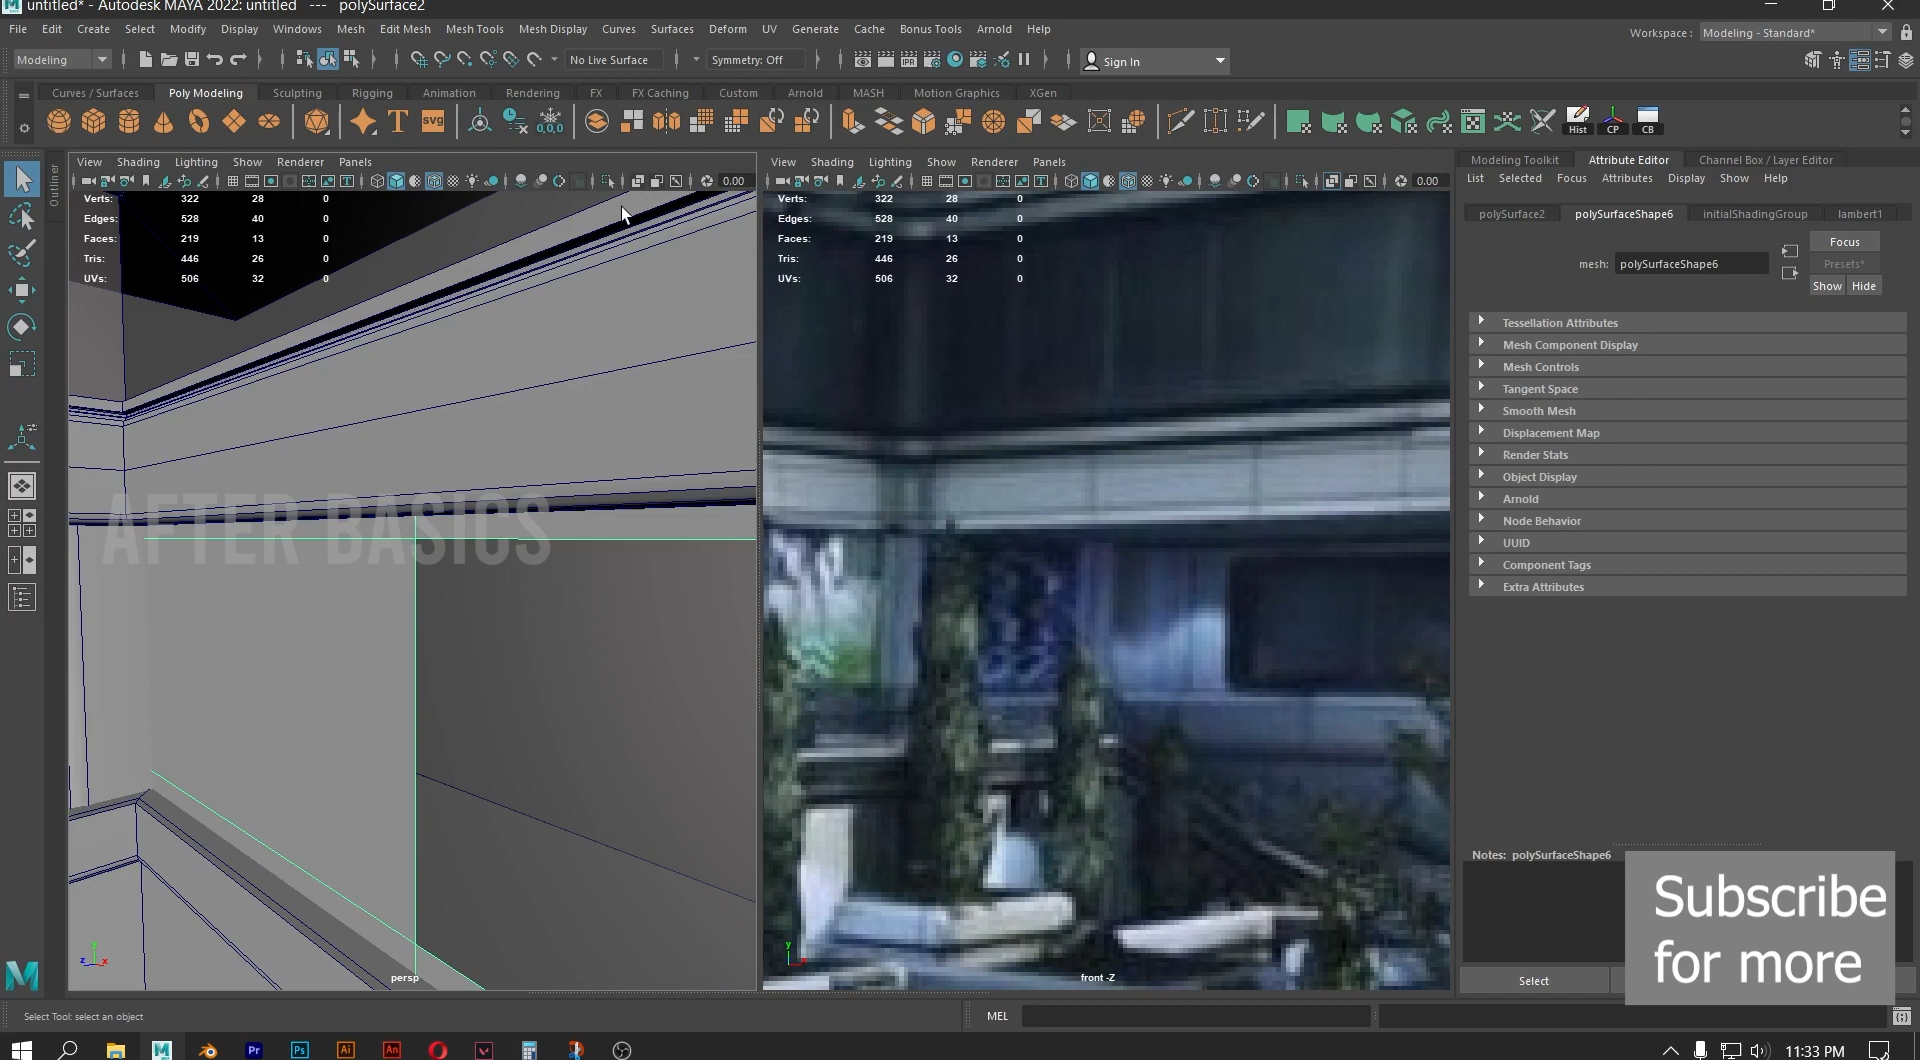 untitled* - Autodesk MAYA 2022: untitled   ---   polySurface2
File Edit Create Select Modify Display Windows Mesh Edit Mesh Mesh Tools Mesh Display Curves Surfaces Deform UV Generate Cache Bonus Tools Arnold Help
Workspace : Modeling - Standard*
Modeling No Live Surface Symmetry: Off IPR Sign In
Curves / Surfaces Poly Modeling Sculpting Rigging Animation Rendering FX FX Caching Custom Arnold MASH Motion Graphics XGen
T SVG 0,0,0 Hist CP CB
View Shading Lighting Show Renderer Panels
0.00
Verts: 322 28 0
Edges: 528 40 0
Faces: 219 13 0
Tris: 446 26 0
UVs: 506 32 0
AFTER BASICS
persp
View Shading Lighting Show Renderer Panels
0.00
Verts: 322 28 0
Edges: 528 40 0
Faces: 219 13 0
Tris: 446 26 0
UVs: 506 32 0
front -Z
Outliner
Modeling Toolkit Attribute Editor Channel Box / Layer Editor
List Selected Focus Attributes Display Show Help
polySurface2 polySurfaceShape6 initialShadingGroup lambert1
Focus
mesh: polySurfaceShape6
Presets*
Show Hide
Tessellation Attributes
Mesh Component Display
Mesh Controls
Tangent Space
Smooth Mesh
Displacement Map
Render Stats
Object Display
Arnold
Node Behavior
UUID
Component Tags
Extra Attributes
Notes: polySurfaceShape6
Subscribe
for more
Select
Select Tool: select an object
MEL
11:33 PM